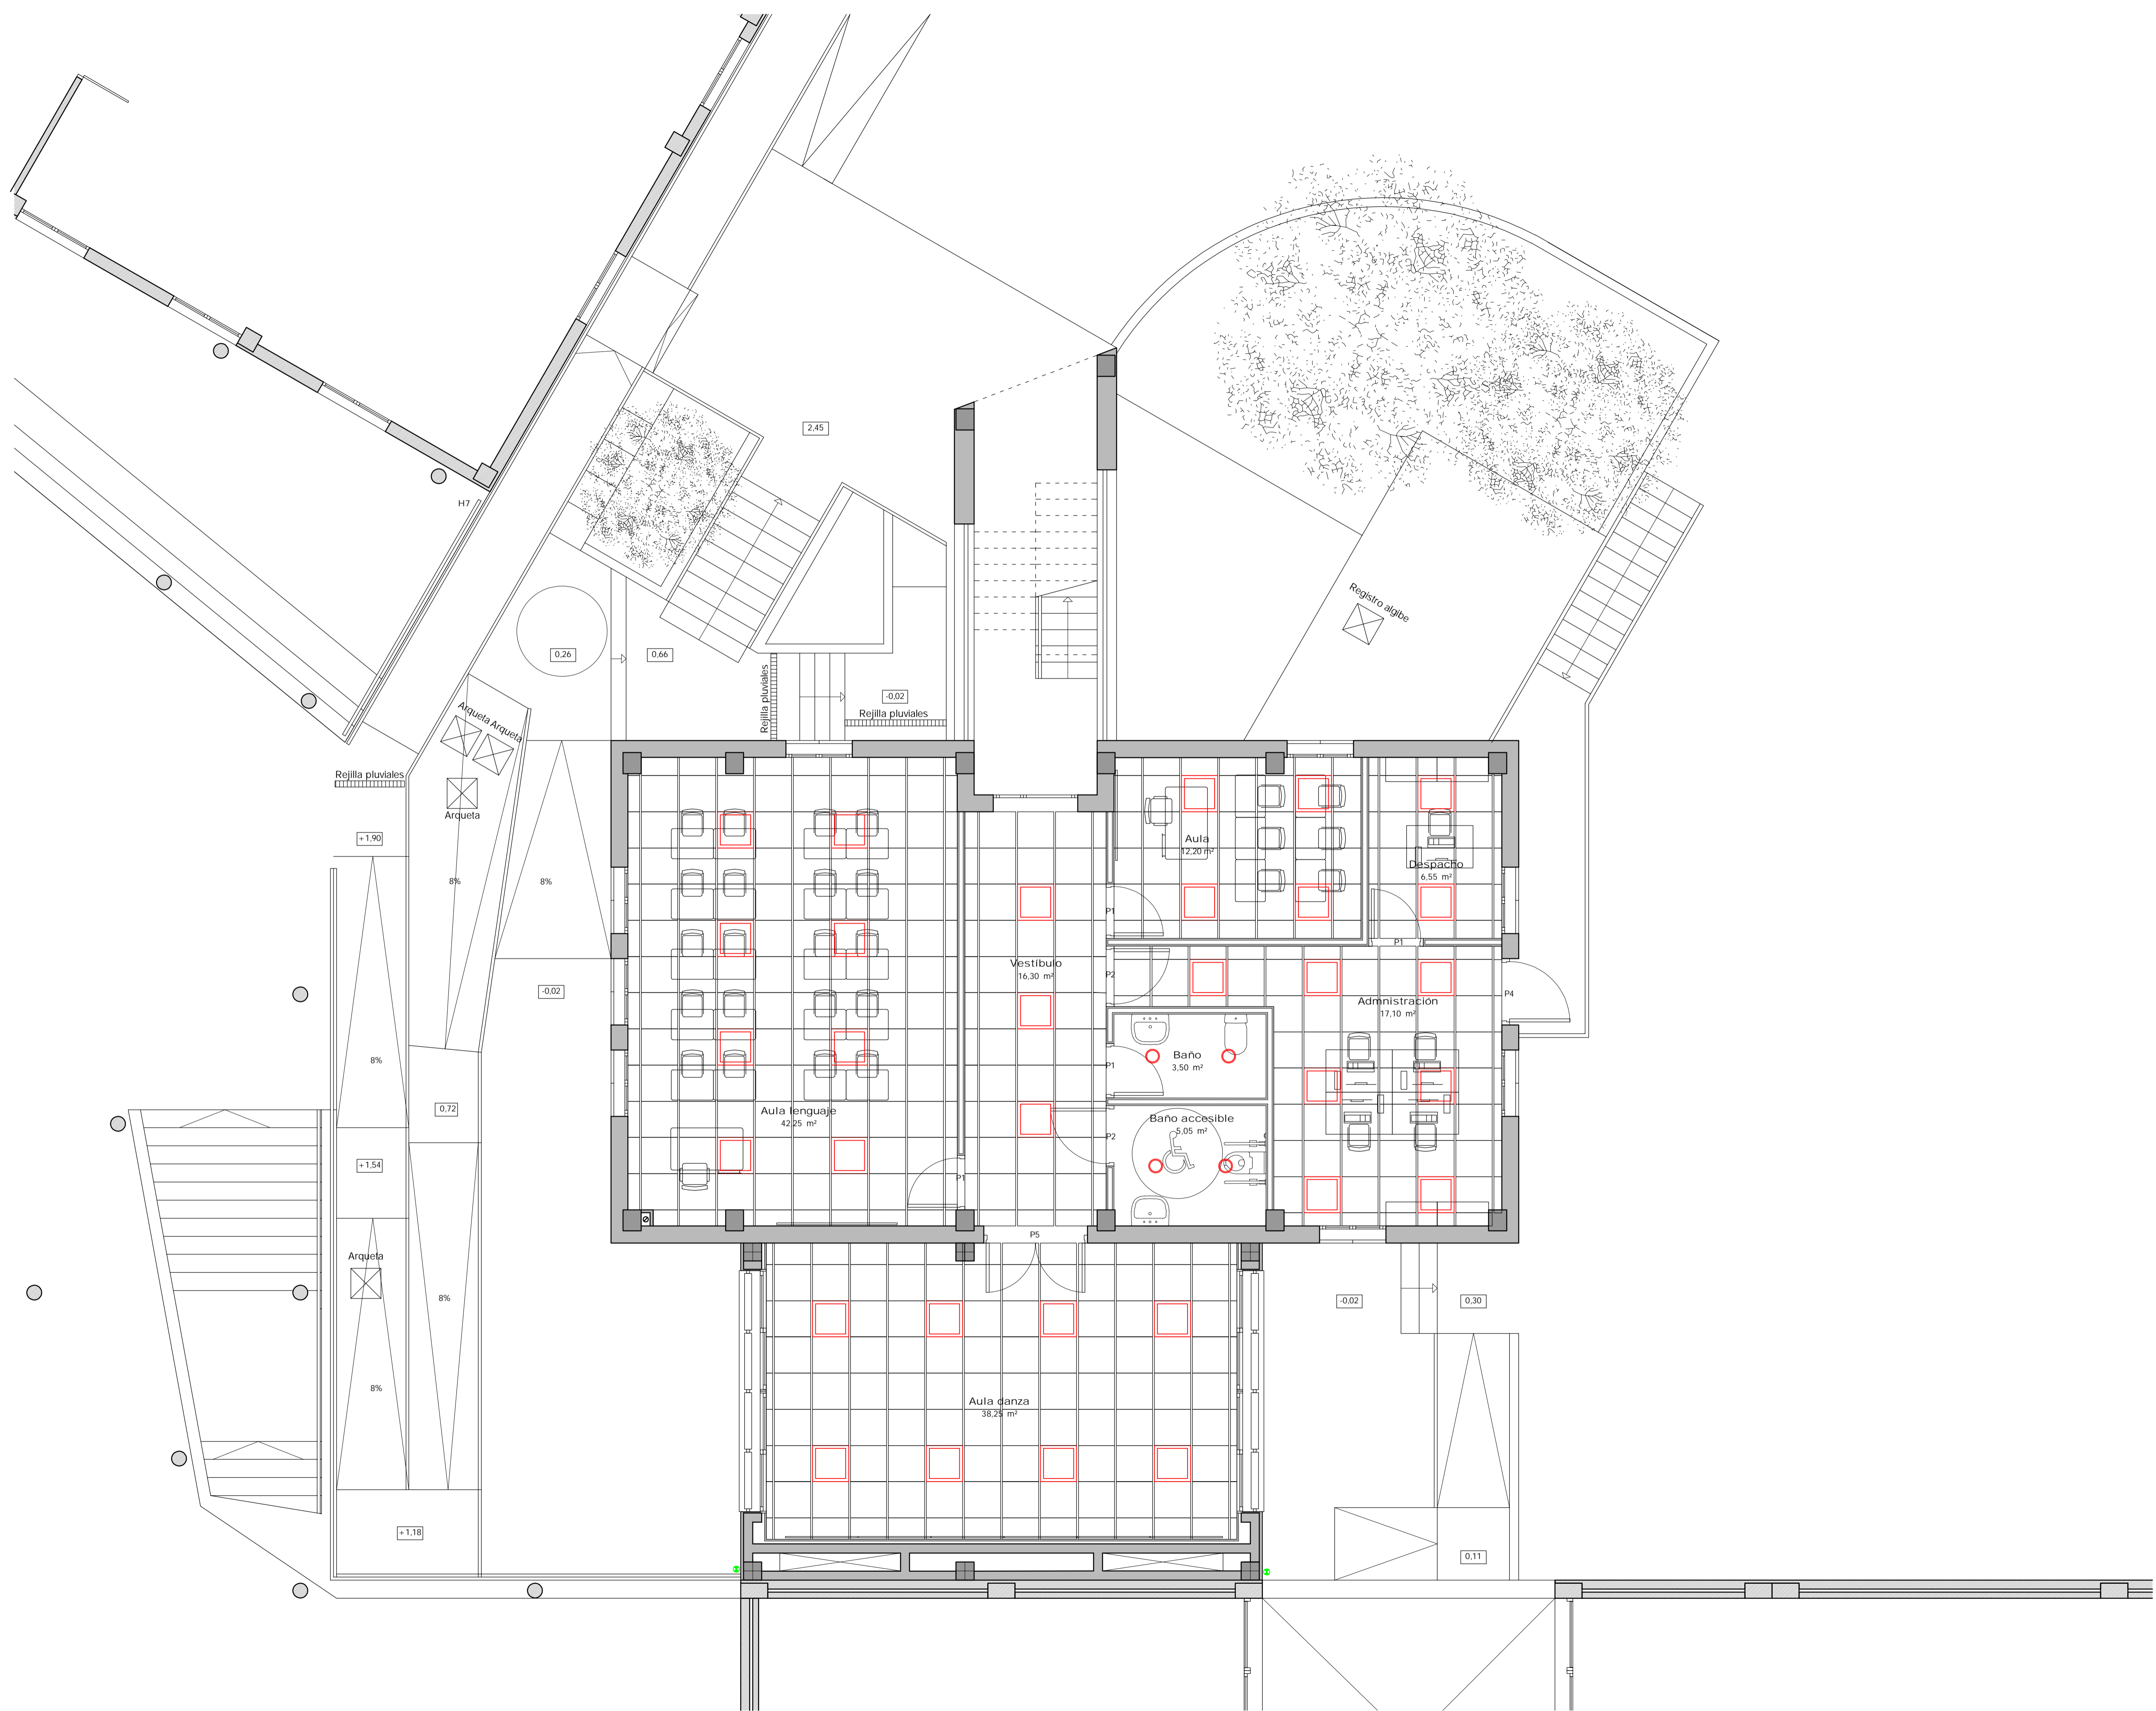 2,45
H7
Registro algibe
0,26
0,66
Rejilla pluviales
-0,02
Rejilla pluviales
Arqueta Arqueta
Rejilla pluviales
Arqueta
+1,90
8%
8%
Aula
12,20 m²
Despacho
6,55 m²
P1
P1
Vestíbulo
16,30 m²
P2
-0,02
P4
Admnistración
17,10 m²
8%
Baño
3,50 m²
P1
0,72
Aula lenguaje
42,25 m²
Baño accesible
5,05 m²
P2
+1,54
P1
P5
Arqueta
8%
-0,02
0,30
8%
Aula danza
38,25 m²
+1,18
0,11